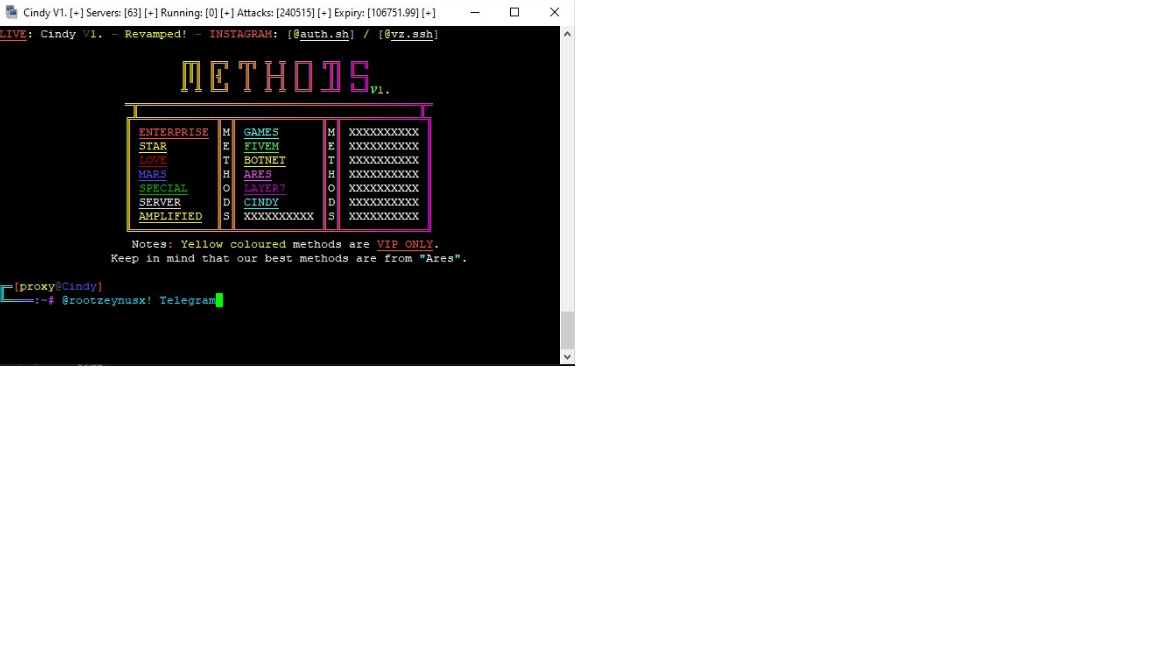 Cindy V1. [+] Servers: [63] [+] Running: [0] [+] Attacks: [240515] [+] Expiry: [106751.99] [+]
LIVE: Cindy V1. - Revamped! - INSTAGRAM: [@auth.sh] / [@vz.ssh]
METHODS v1.
ENTERPRISE M GAMES M XXXXXXXXXX
STAR E FIVEM E XXXXXXXXXX
LOVE T BOTNET T XXXXXXXXXX
MARS H ARES H XXXXXXXXXX
SPECIAL O LAYER7 O XXXXXXXXXX
SERVER D CINDY D XXXXXXXXXX
AMPLIFIED S XXXXXXXXXX S XXXXXXXXXX
Notes: Yellow coloured methods are VIP ONLY.
Keep in mind that our best methods are from "Ares".
[proxy@Cindy]
:~# @rootzeynusx! Telegram